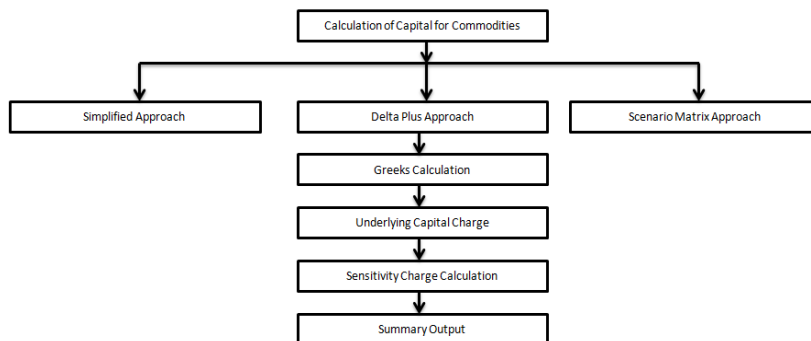 Calculation of Capital for Commodities
Simplified Approach
Delta Plus Approach
Scenario Matrix Approach
Greeks Calculation
Underlying Capital Charge
Sensitivity Charge Calculation
Summary Output